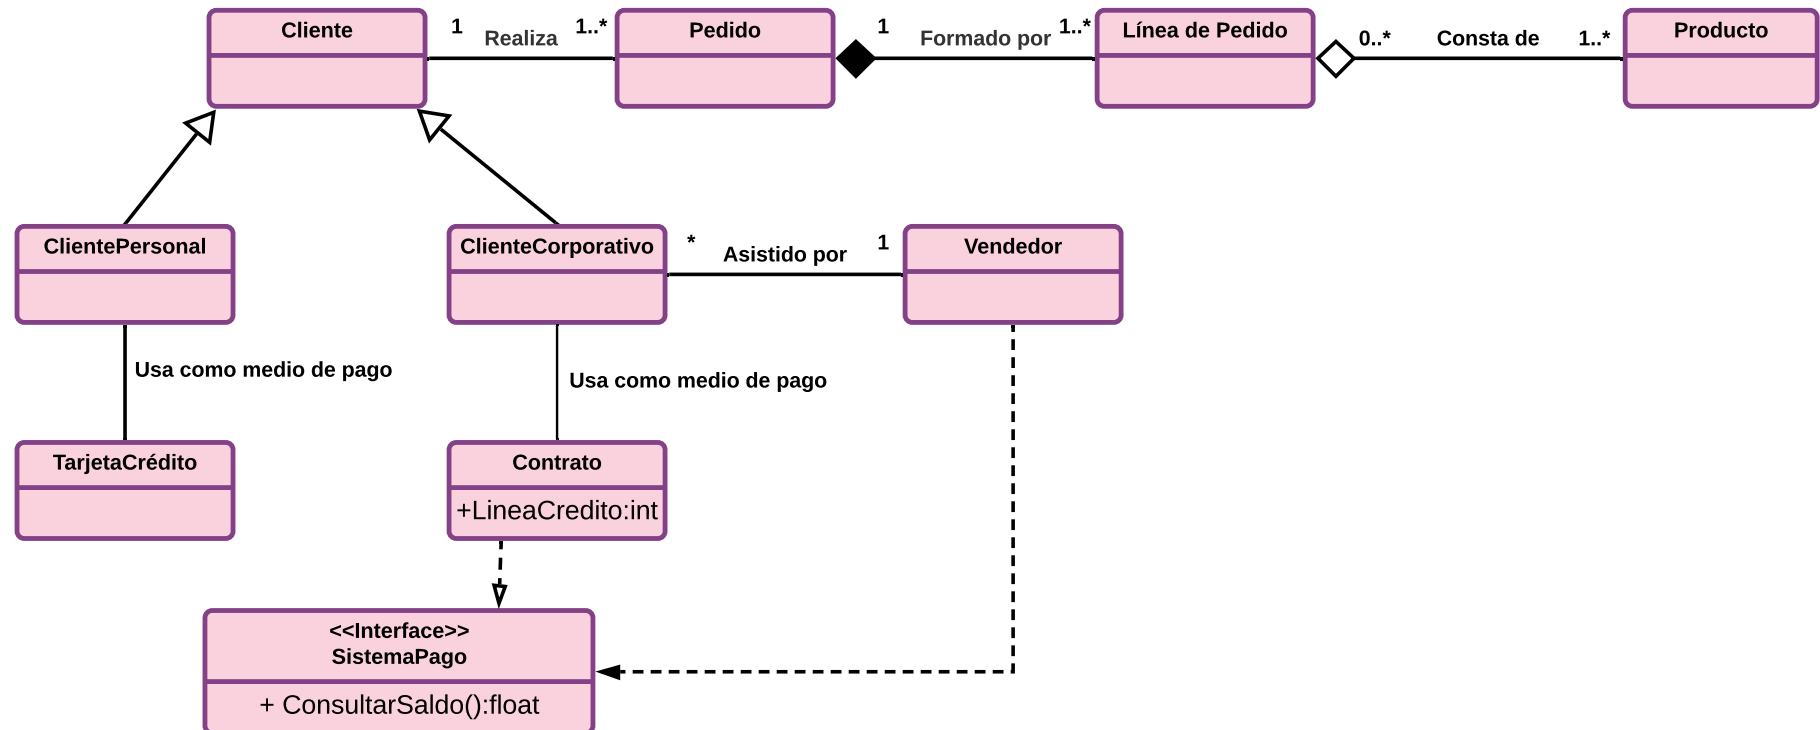 Cliente
1
Realiza
1..*
Pedido
1
Formado por
1..*
Línea de Pedido
0..*
Consta de
1..*
Producto
ClientePersonal
ClienteCorporativo
*
Asistido por
1
Vendedor
Usa como medio de pago
Usa como medio de pago
TarjetaCrédito
Contrato
+LineaCredito:int
<<Interface>>
SistemaPago
+ ConsultarSaldo():float